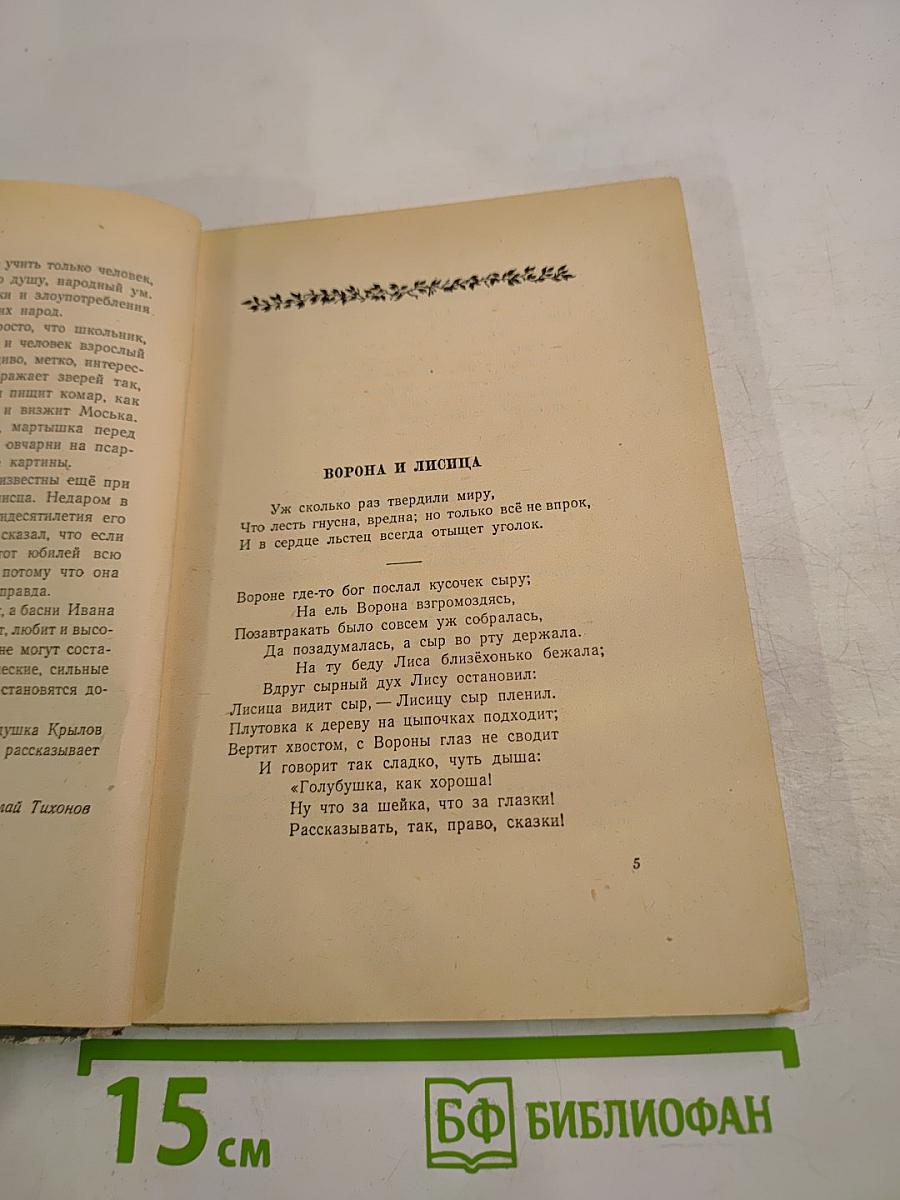 учить только человек,
душу, народный ум.
и злоупотребления
их народ.
что школьник,
и человек взрослый
метко, интерес-
ражает зверей так,
пищит комар, как
и визжит Моська.
мартышка перед
овчарни на псар-
картины.
известны ещё при
Недаром в
его
сказал, что если
юбилей всю
потому что она
правда.
а басни Ивана
любит и высо-
не могут соста-
сильные
становятся до-
Крылов
рассказывает
Тихонов
ВОРОНА И ЛИСИЦА
Уж сколько раз твердили миру,
Что лесть гнусна, вредна; но только всё не впрок,
И в сердце льстец всегда отыщет уголок.
Вороне где-то бог послал кусочек сыру;
На ель Ворона взгромоздясь,
Позавтракать было совсем уж собралась,
Да позадумалась, а сыр во рту держала.
На ту беду Лиса близёхонько бежала;
Вдруг сырный дух Лису остановил:
Лисица видит сыр, — Лисицу сыр пленил.
Плутовка к дереву на цыпочках подходит;
Вертит хвостом, с Вороны глаз не сводит
И говорит так сладко, чуть дыша:
«Голубушка, как хороша!
Ну что за шейка, что за глазки!
Рассказывать, так, право, сказки!
5
15 см
БФ БИБЛИОФАН